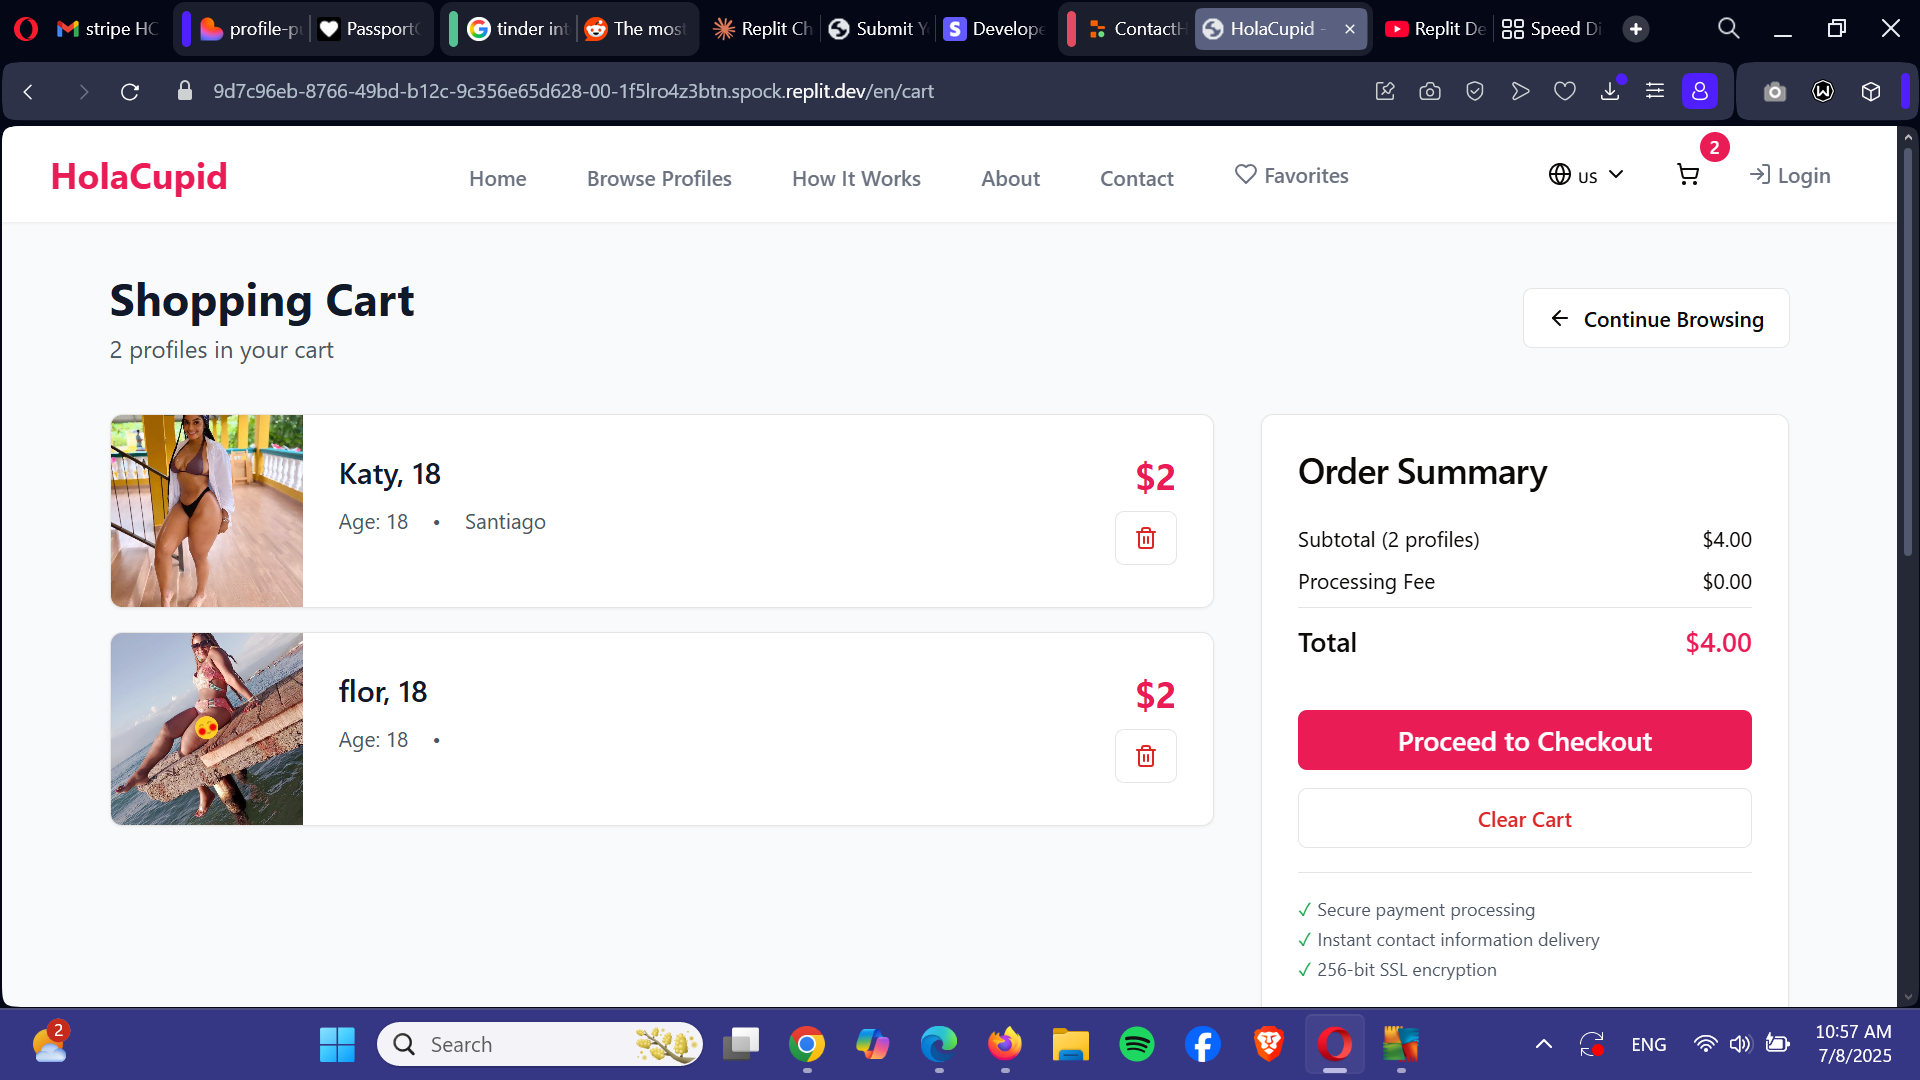 stripe HC
profile-pu
PassportC
tinder int
The most
Replit Ch
Submit Y
S
Develope
ContactH
HolaCupid -
Replit De
Speed Di
9d7c96eb-8766-49bd-b12c-9c356e65d628-00-1f5lro4z3btn.spock.replit.dev/en/cart
HolaCupid
Home
Browse Profiles
How It Works
About
Contact
Favorites
us
2
Login
Shopping Cart
2 profiles in your cart
Continue Browsing
Katy, 18
Age: 18 • Santiago
$2
flor, 18
Age: 18 •
$2
Order Summary
Subtotal (2 profiles) $4.00
Processing Fee $0.00
Total $4.00
Proceed to Checkout
Clear Cart
✓ Secure payment processing
✓ Instant contact information delivery
✓ 256-bit SSL encryption
2
Search
ENG
10:57 AM
7/8/2025